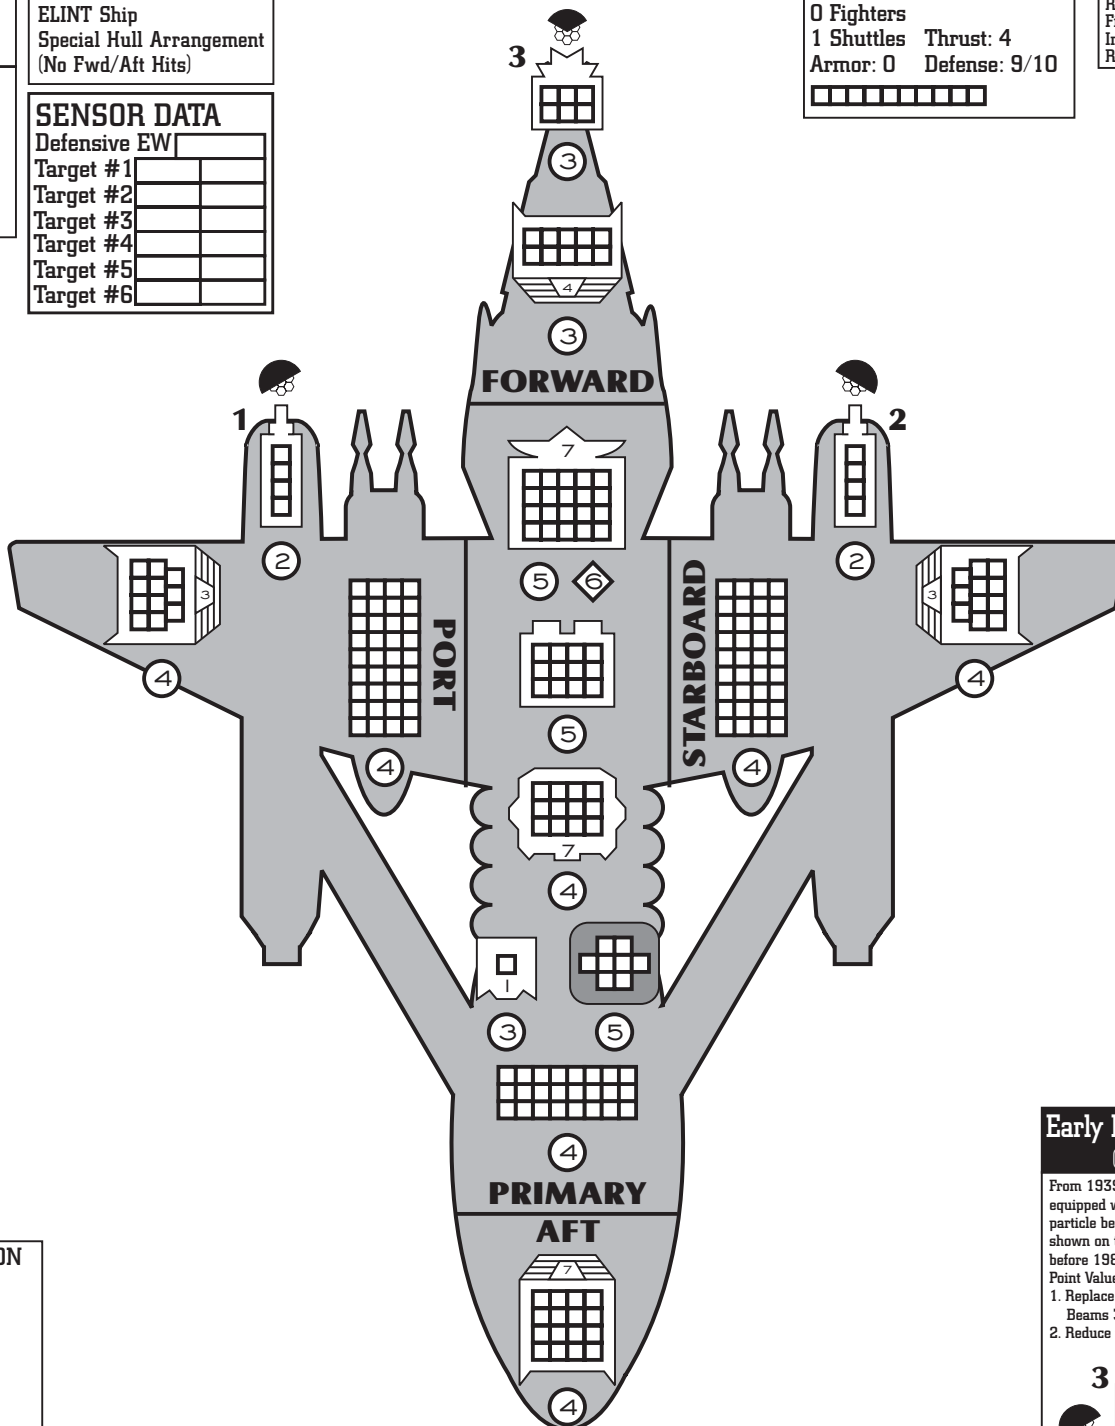 ELINT Ship
Special Hull Arrangement
(No Fwd/Aft Hits)
SENSOR DATA
Defensive EW
Target #1
Target #2
Target #3
Target #4
Target #5
Target #6
0 Fighters
1 Shuttles Thrust: 4
Armor: 0 Defense: 9/10
3
3
4
3
FORWARD
1
2
7
2
2
5
6
3
3
PORT
STARBOARD
4
4
5
4
4
7
4
1
3
5
4
PRIMARY
AFT
7
4
ON
Early
From 1939
equipped
particle be
shown on
before 198
Point Value
1. Replace
Beams 3
2. Reduce
3